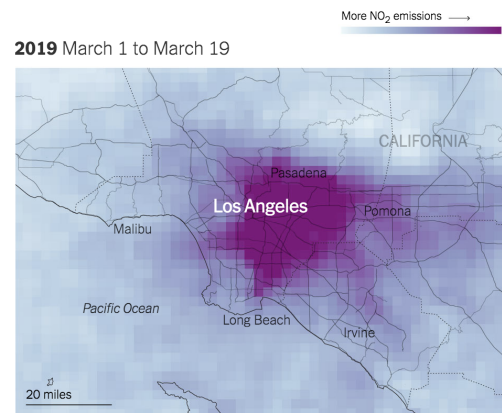 More NO2 emissions
2019 March 1 to March 19
CALIFORNIA
Pasadena
Los Angeles
Pomona
Malibu
Pacific Ocean
Long Beach
Irvine
20 miles